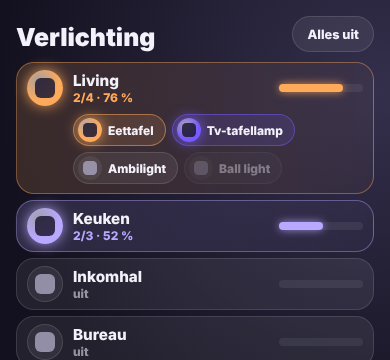 Verlichting
Alles uit
Living
2/4 · 76 %
Eettafel
Tv-tafellamp
Ambilight
Ball light
Keuken
2/3 · 52 %
Inkomhal
uit
Bureau
uit